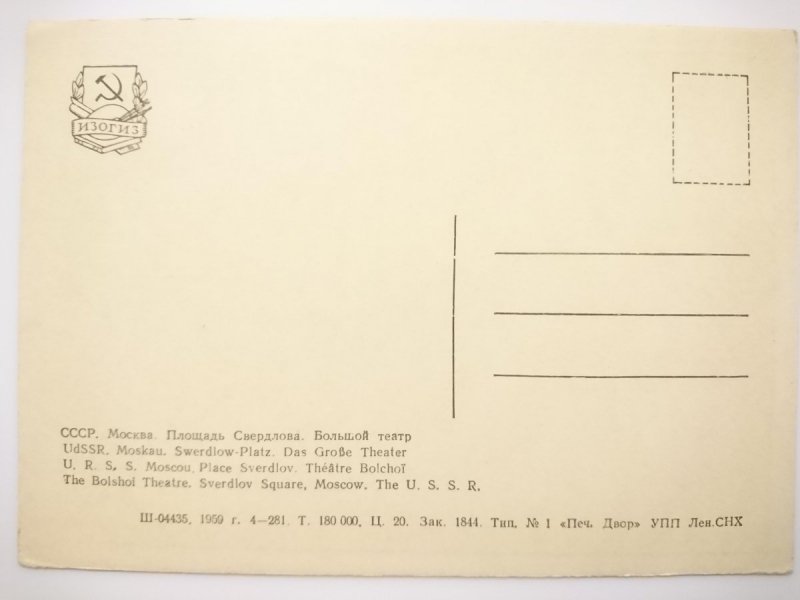 ИЗОГИЗ
СССР. Москва. Площадь Свердлова. Большой театр
UdSSR. Moskau. Swerdlow-Platz. Das Große Theater
U. R. S. S. Moscou. Place Sverdlov. Théâtre Bolchoï
The Bolshoi Theatre. Sverdlov Square, Moscow. The U. S. S. R.
Ш-04435. 1959 г. 4—281. Т. 180 000. Ц. 20. Зак. 1844. Тип. № 1 «Печ. Двор» УПП Лен.СНХ